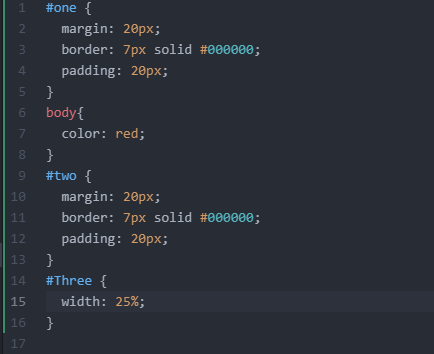 1 #one {
2   margin: 20px;
3   border: 7px solid #000000;
4   padding: 20px;
5 }
6 body{
7   color: red;
8 }
9 #two {
10   margin: 20px;
11   border: 7px solid #000000;
12   padding: 20px;
13 }
14 #Three {
15   width: 25%;
16 }
17